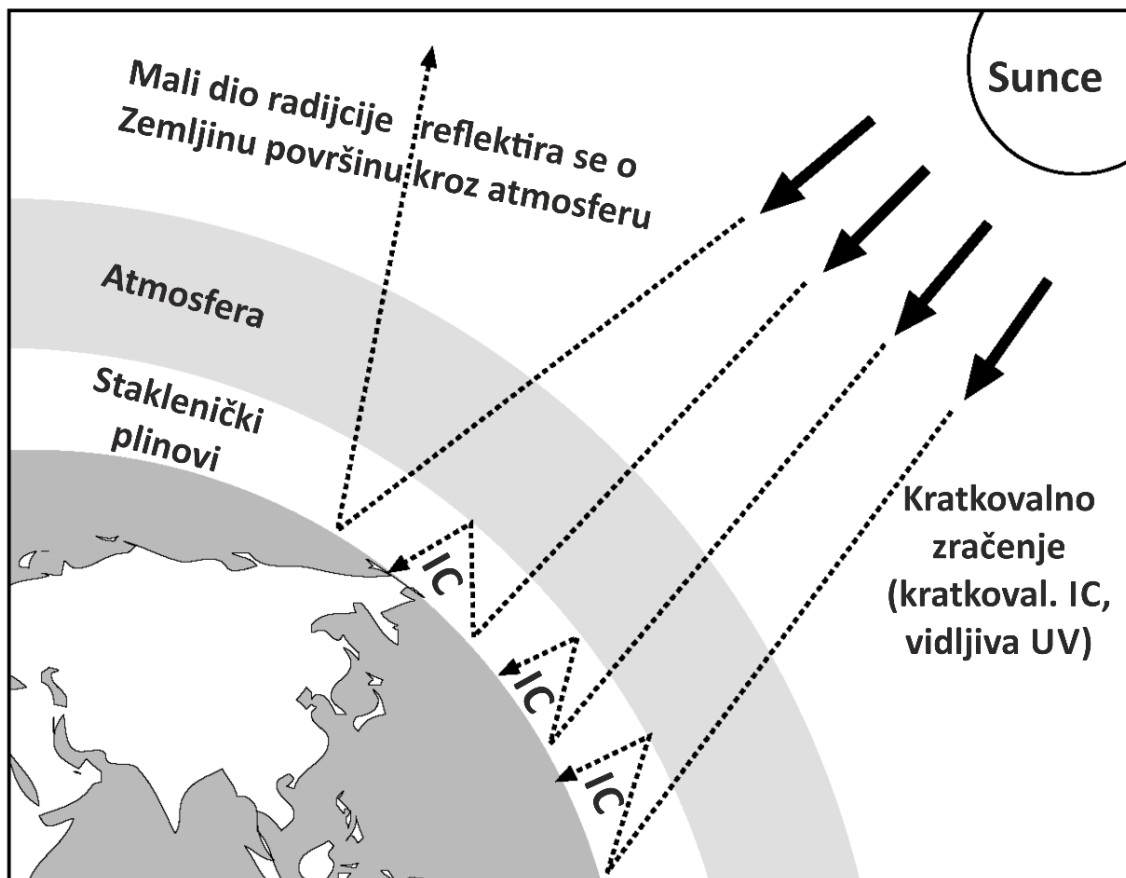 Mali dio radijcije reflektira se o
Zemljinu površinu kroz atmosferu
Sunce
Atmosfera
Staklenički
plinovi
Kratkovalno
zračenje
(kratkoval. IC,
vidljiva UV)
IC
IC
IC